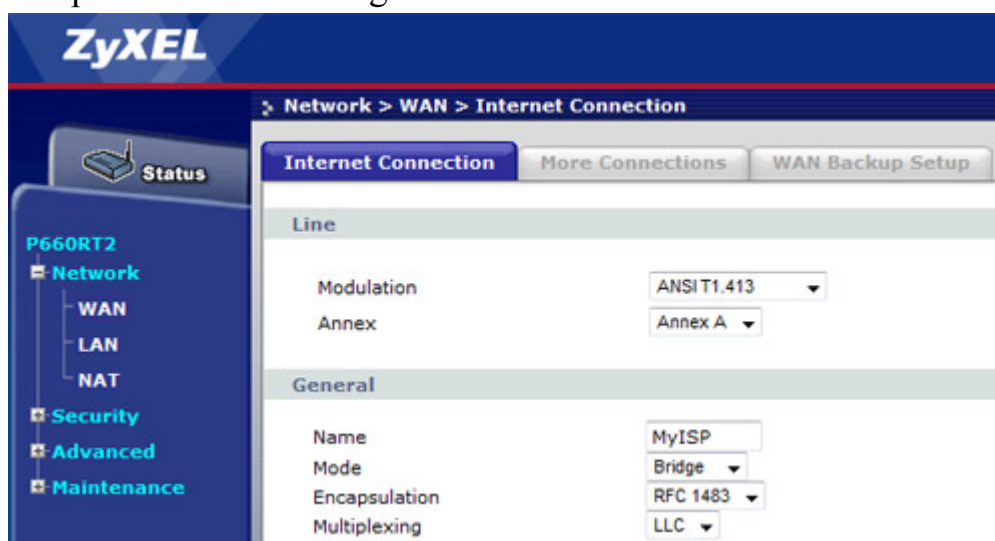 ZyXEL
Network > WAN > Internet Connection
Status
Internet Connection More Connections WAN Backup Setup
Line
P660RT2
Network
WAN
LAN
NAT
Security
Advanced
Maintenance
Modulation ANSI T1.413
Annex Annex A
General
Name MyISP
Mode Bridge
Encapsulation RFC 1483
Multiplexing LLC